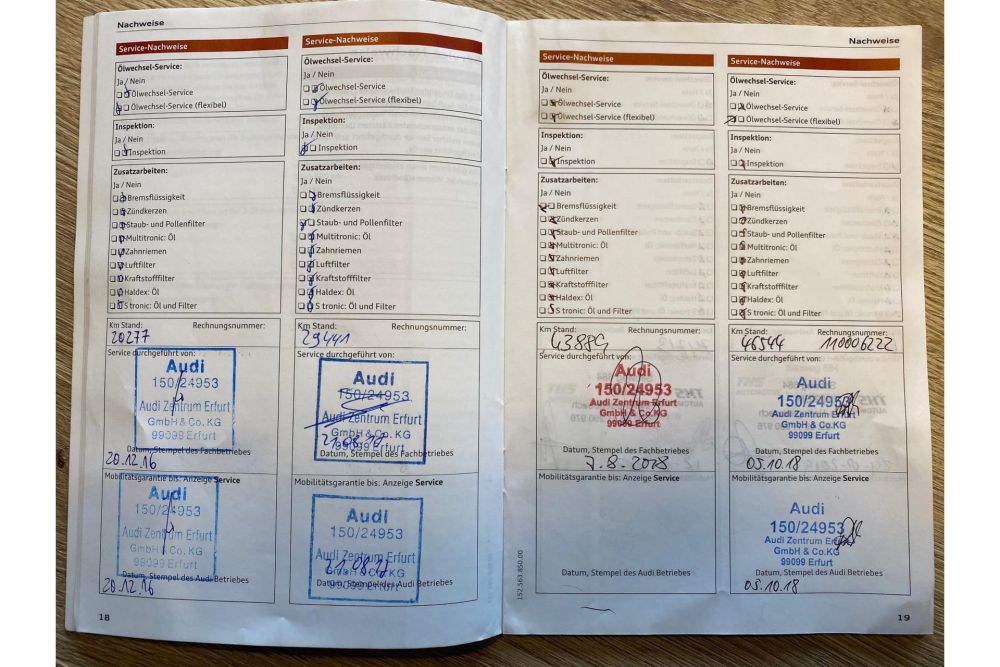 Nachweise
Service-Nachweise
Ölwechsel-Service:
Ja / Nein
Ölwechsel-Service
Ölwechsel-Service (flexibel)
Inspektion:
Ja / Nein
Inspektion
Zusatzarbeiten:
Ja / Nein
Bremsflüssigkeit
Zündkerzen
Staub- und Pollenfilter
Multitronic: Öl
Zahnriemen
Luftfilter
Kraftstofffilter
Haldex: Öl
S tronic: Öl und Filter
Km Stand: Rechnungsnummer:
20277
Service durchgeführt von:
Audi
150/24953
Audi Zentrum Erfurt
GmbH & Co. KG
99099 Erfurt
Datum, Stempel des Fachbetriebes
20.12.16
Mobilitätsgarantie bis: Anzeige Service
Audi
150/24953
Audi Zentrum Erfurt
GmbH & Co. KG
99099 Erfurt
Datum, Stempel des Audi Betriebes
20.12.16
18
Service-Nachweise
Ölwechsel-Service:
Ja / Nein
Ölwechsel-Service
Ölwechsel-Service (flexibel)
Inspektion:
Ja / Nein
Inspektion
Zusatzarbeiten:
Ja / Nein
Bremsflüssigkeit
Zündkerzen
Staub- und Pollenfilter
Multitronic: Öl
Zahnriemen
Luftfilter
Kraftstofffilter
Haldex: Öl
S tronic: Öl und Filter
Km Stand: Rechnungsnummer:
29441
Service durchgeführt von:
Audi
150/24953
Audi Zentrum Erfurt
GmbH & Co. KG
99099 Erfurt
Datum, Stempel des Fachbetriebes
Mobilitätsgarantie bis: Anzeige Service
Audi
150/24953
Audi Zentrum Erfurt
GmbH & Co. KG
99099 Erfurt
Datum, Stempel des Audi Betriebes
Nachweise
Service-Nachweise
Ölwechsel-Service:
Ja / Nein
Ölwechsel-Service
Ölwechsel-Service (flexibel)
Inspektion:
Ja / Nein
Inspektion
Zusatzarbeiten:
Ja / Nein
Bremsflüssigkeit
Zündkerzen
Staub- und Pollenfilter
Multitronic: Öl
Zahnriemen
Luftfilter
Kraftstofffilter
Haldex: Öl
S tronic: Öl und Filter
Km Stand: Rechnungsnummer:
43889
Service durchgeführt von:
Audi
150/24953
Audi Zentrum Erfurt
GmbH & Co.KG
99099 Erfurt
Datum, Stempel des Fachbetriebes
7.8.2018
Mobilitätsgarantie bis: Anzeige Service
Datum, Stempel des Audi Betriebes
152.563.850.00
Service-Nachweise
Ölwechsel-Service:
Ja / Nein
Ölwechsel-Service
Ölwechsel-Service (flexibel)
Inspektion:
Ja / Nein
Inspektion
Zusatzarbeiten:
Ja / Nein
Bremsflüssigkeit
Zündkerzen
Staub- und Pollenfilter
Multitronic: Öl
Zahnriemen
Luftfilter
Kraftstofffilter
Haldex: Öl
S tronic: Öl und Filter
Km Stand: Rechnungsnummer:
46544 110006222
Service durchgeführt von:
Audi
150/24953
Audi Zentrum Erfurt
GmbH & Co.KG
99099 Erfurt
Datum, Stempel des Fachbetriebes
05.10.18
Mobilitätsgarantie bis: Anzeige Service
Audi
150/24953
Audi Zentrum Erfurt
GmbH & Co.KG
99099 Erfurt
Datum, Stempel des Audi Betriebes
05.10.18
19